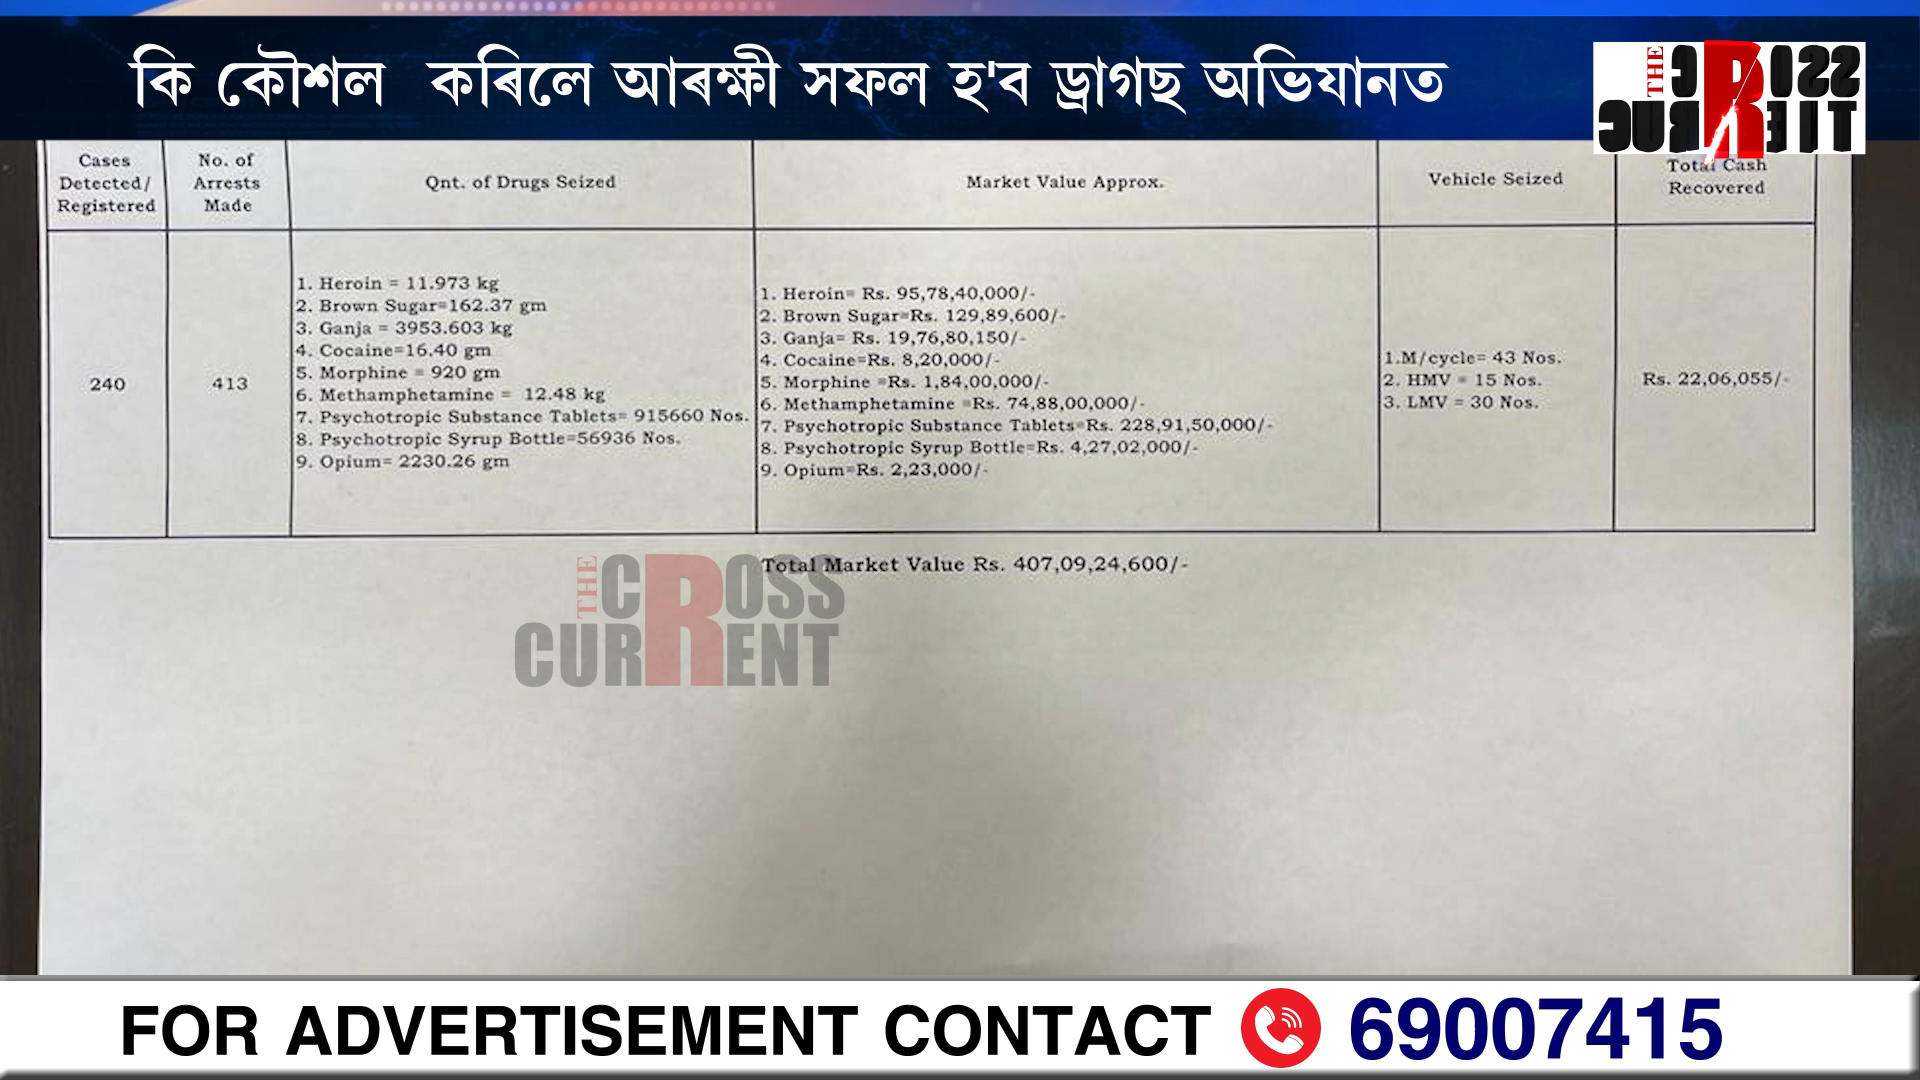 কি কৌশল কৰিলে আৰক্ষী সফল হ'ব ড্ৰাগছ অভিযানত
THE CROSS
CURRENT
Cases
Detected/
Registered
No. of
Arrests
Made
Qnt. of Drugs Seized
Market Value Approx.
Vehicle Seized
Total Cash
Recovered
240
413
1. Heroin = 11.973 kg
2. Brown Sugar=162.37 gm
3. Ganja = 3953.603 kg
4. Cocaine=16.40 gm
5. Morphine = 920 gm
6. Methamphetamine = 12.48 kg
7. Psychotropic Substance Tablets= 915660 Nos.
8. Psychotropic Syrup Bottle=56936 Nos.
9. Opium= 2230.26 gm
1. Heroin= Rs. 95,78,40,000/-
2. Brown Sugar=Rs. 129,89,600/-
3. Ganja= Rs. 19,76,80,150/-
4. Cocaine=Rs. 8,20,000/-
5. Morphine =Rs. 1,84,00,000/-
6. Methamphetamine =Rs. 74,88,00,000/-
7. Psychotropic Substance Tablets=Rs. 228,91,50,000/-
8. Psychotropic Syrup Bottle=Rs. 4,27,02,000/-
9. Opium=Rs. 2,23,000/-
1.M/cycle= 43 Nos.
2. HMV = 15 Nos.
3. LMV = 30 Nos.
Rs. 22,06,055/-
Total Market Value Rs. 407,09,24,600/-
THE CROSS
CURRENT
FOR ADVERTISEMENT CONTACT 69007415